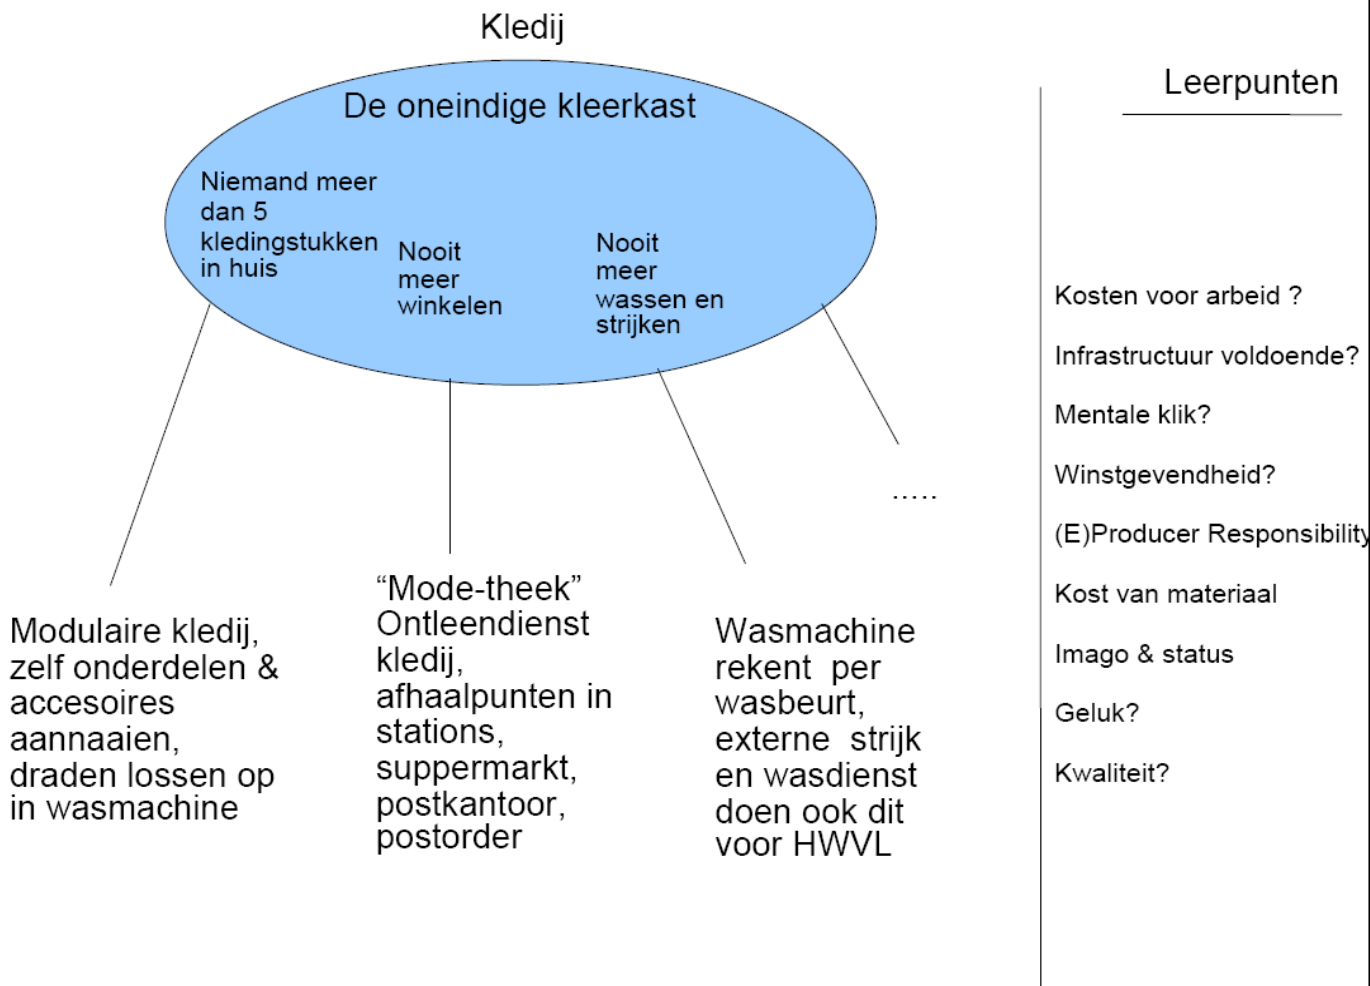 Kledij
De oneindige kleerkast
Niemand meer
dan 5
kledingstukken
in huis
Nooit
meer
winkelen
Nooit
meer
wassen en
strijken
.....
Modulaire kledij,
zelf onderdelen &
accesoires
aannaaien,
draden lossen op
in wasmachine
“Mode-theek”
Ontleendienst
kledij,
afhaalpunten in
stations,
suppermarkt,
postkantoor,
postorder
Wasmachine
rekent per
wasbeurt,
externe strijk
en wasdienst
doen ook dit
voor HWVL
Leerpunten
Kosten voor arbeid ?
Infrastructuur voldoende?
Mentale klik?
Winstgevendheid?
(E)Producer Responsibility
Kost van materiaal
Imago & status
Geluk?
Kwaliteit?